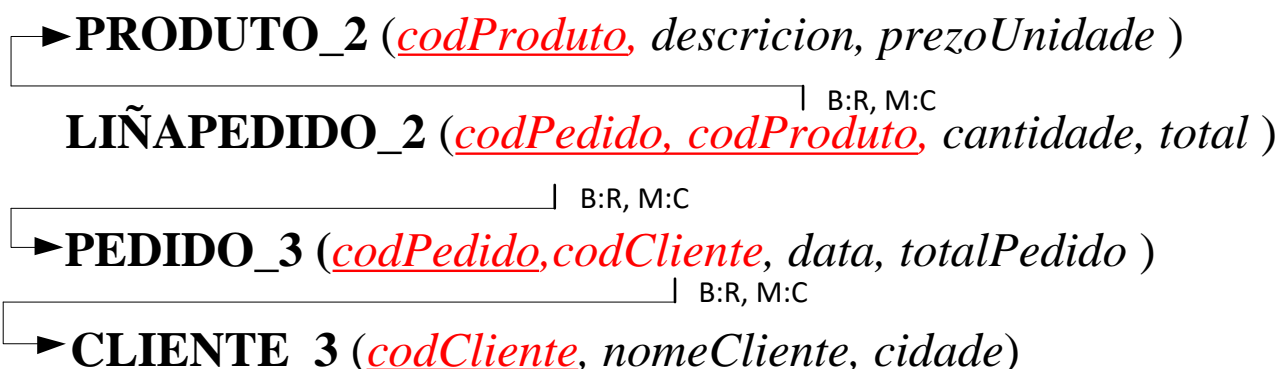 PRODUTO_2 (codProduto, descricion, prezoUnidade )
B:R, M:C
LIÑAPEDIDO_2 (codPedido, codProduto, cantidade, total )
B:R, M:C
PEDIDO_3 (codPedido,codCliente, data, totalPedido )
B:R, M:C
CLIENTE_3 (codCliente, nomeCliente, cidade)